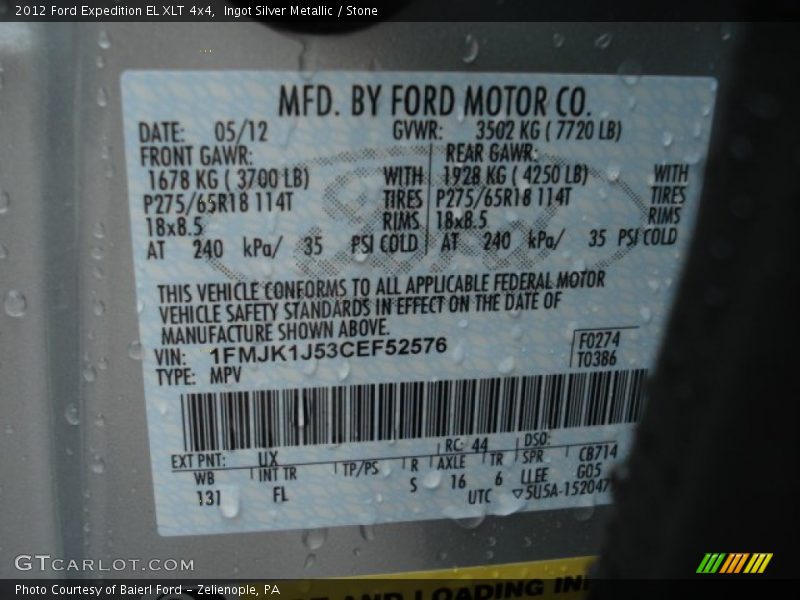 2012 Ford Expedition EL XLT 4x4, Ingot Silver Metallic / Stone
MFD. BY FORD MOTOR CO.
DATE: 05/12 GVWR: 3502 KG ( 7720 LB)
FRONT GAWR: REAR GAWR:
1678 KG ( 3700 LB) WITH 1928 KG ( 4250 LB) WITH
P275/65R18 114T TIRES P275/65R18 114T TIRES
18x8.5 RIMS 18x8.5 RIMS
AT 240 kPa/ 35 PSI COLD AT 240 kPa/ 35 PSI COLD
THIS VEHICLE CONFORMS TO ALL APPLICABLE FEDERAL MOTOR
VEHICLE SAFETY STANDARDS IN EFFECT ON THE DATE OF
MANUFACTURE SHOWN ABOVE.
VIN: 1FMJK1J53CEF52576 F0274
TYPE: MPV T0386
EXT PNT: UX RC: 44 DSO:
WB INT TR TP/PS R AXLE TR SPR CB714
131 FL S 16 6 LLEE G05
UTC ▽5U5A-152047
GTCARLOT.COM
Photo Courtesy of Baierl Ford – Zelienople, PA
AND LOADING